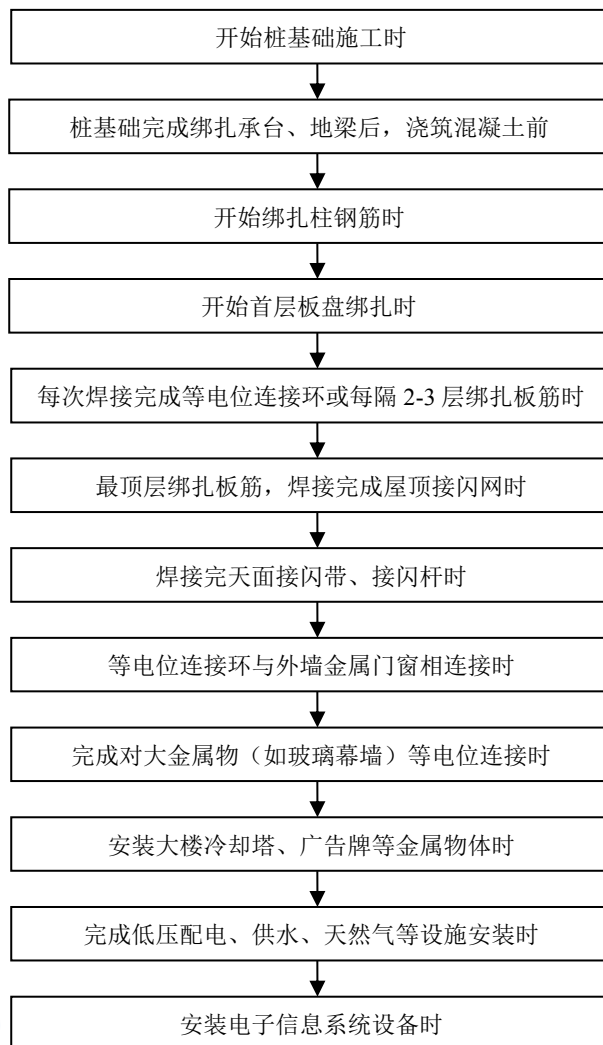 开始桩基础施工时
桩基础完成绑扎承台、地梁后，浇筑混凝土前
开始绑扎柱钢筋时
开始首层板盘绑扎时
每次焊接完成等电位连接环或每隔 2-3 层绑扎板筋时
最顶层绑扎板筋，焊接完成屋顶接闪网时
焊接完天面接闪带、接闪杆时
等电位连接环与外墙金属门窗相连接时
完成对大金属物（如玻璃幕墙）等电位连接时
安装大楼冷却塔、广告牌等金属物体时
完成低压配电、供水、天然气等设施安装时
安装电子信息系统设备时